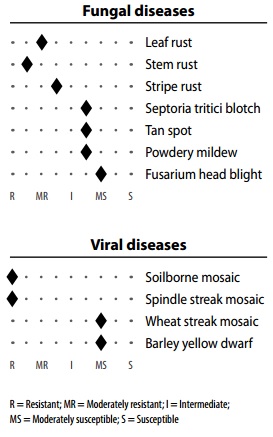 Fungal diseases
Leaf rust
Stem rust
Stripe rust
Septoria tritici blotch
Tan spot
Powdery mildew
Fusarium head blight
R MR I MS S
Viral diseases
Soilborne mosaic
Spindle streak mosaic
Wheat streak mosaic
Barley yellow dwarf
R MR I MS S
R = Resistant; MR = Moderately resistant; I = Intermediate;
MS = Moderately susceptible; S = Susceptible